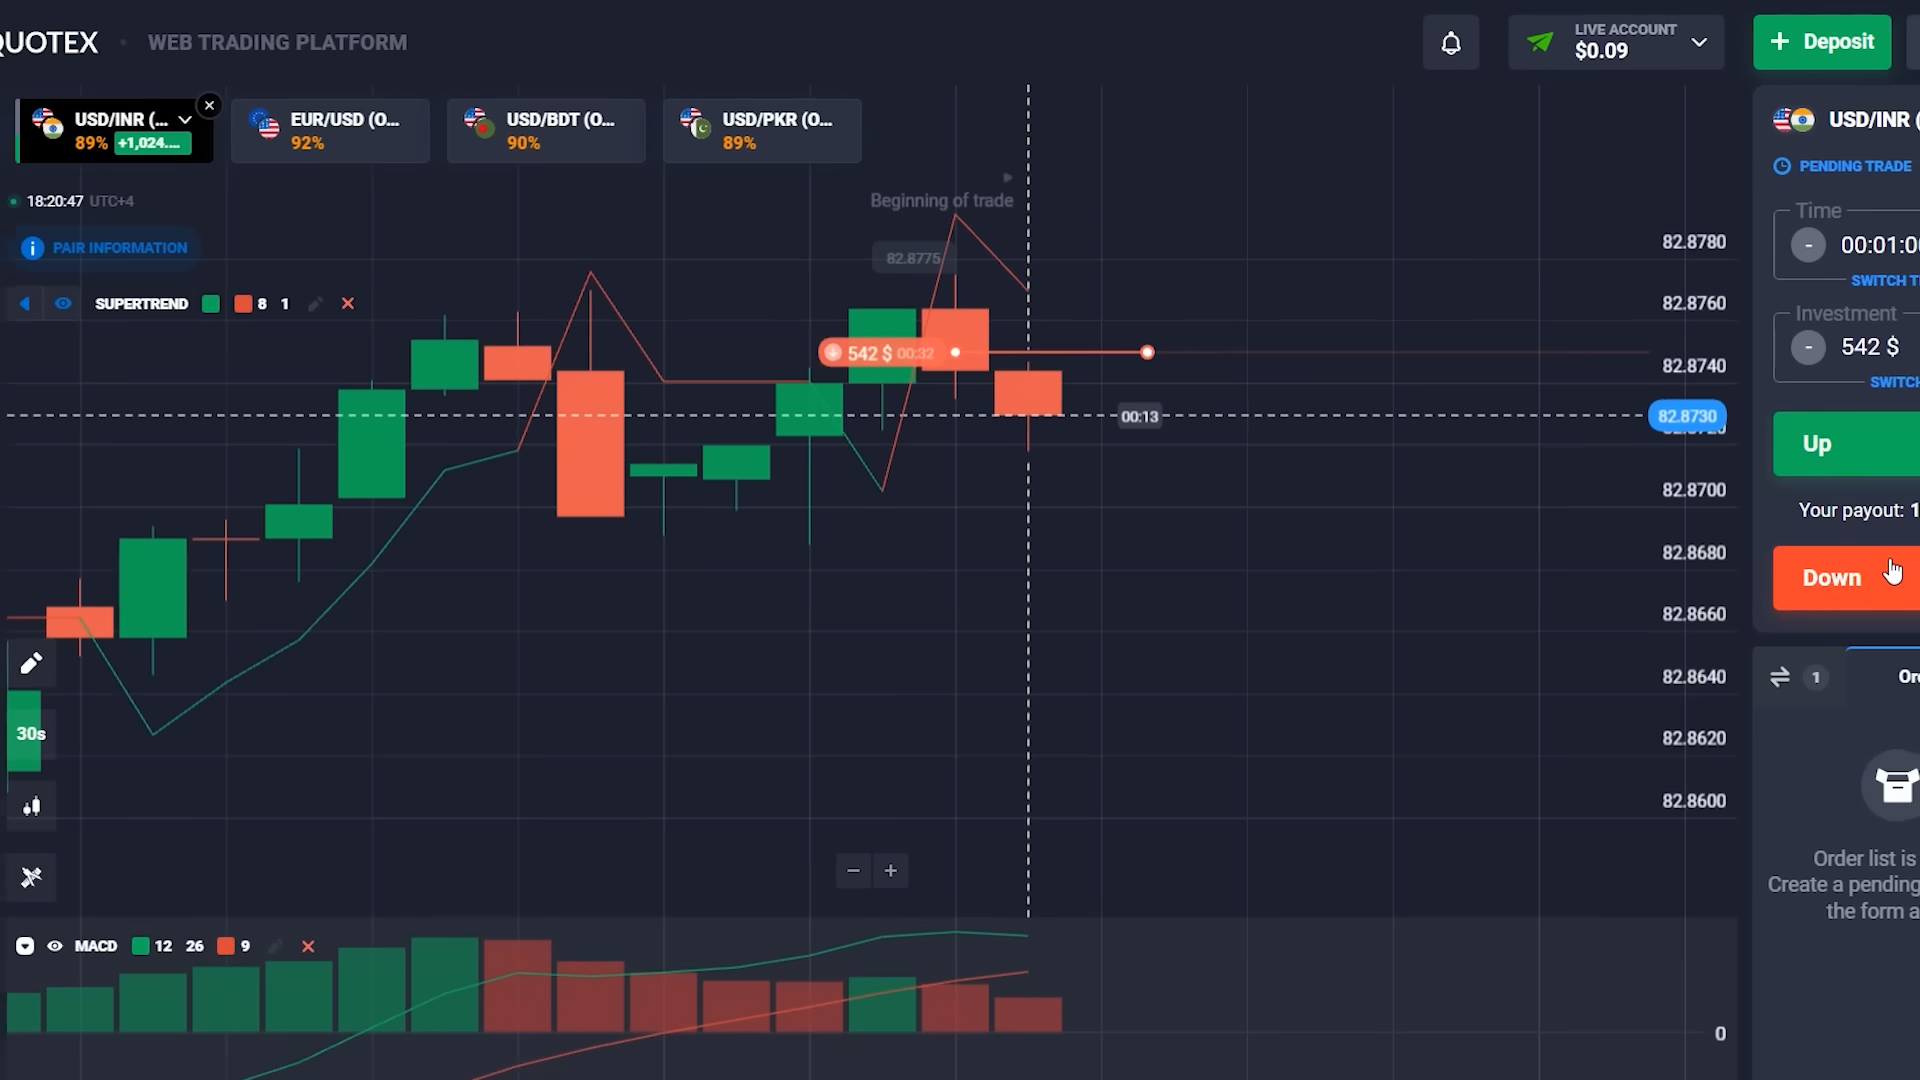 QUOTEX
WEB TRADING PLATFORM
LIVE ACCOUNT
$0.09
+ Deposit
USD/INR (...
89% +1,024....
EUR/USD (O...
92%
USD/BDT (O...
90%
USD/PKR (O...
89%
USD/INR (
PENDING TRADE
18:20:47 UTC+4
Beginning of trade
PAIR INFORMATION
Time
- 00:01:00
SWITCH T
82.8780
82.8775
SUPERTREND 8 1
82.8760
Investment
- 542 $
SWITCH
542 $ 00:32
82.8740
00:13
82.8730
Up
82.8700
Your payout: 1
82.8680
Down
82.8660
82.8640
1
Ord
30s
82.8620
82.8600
Order list is
Create a pending
the form a
− +
MACD 12 26 9
0